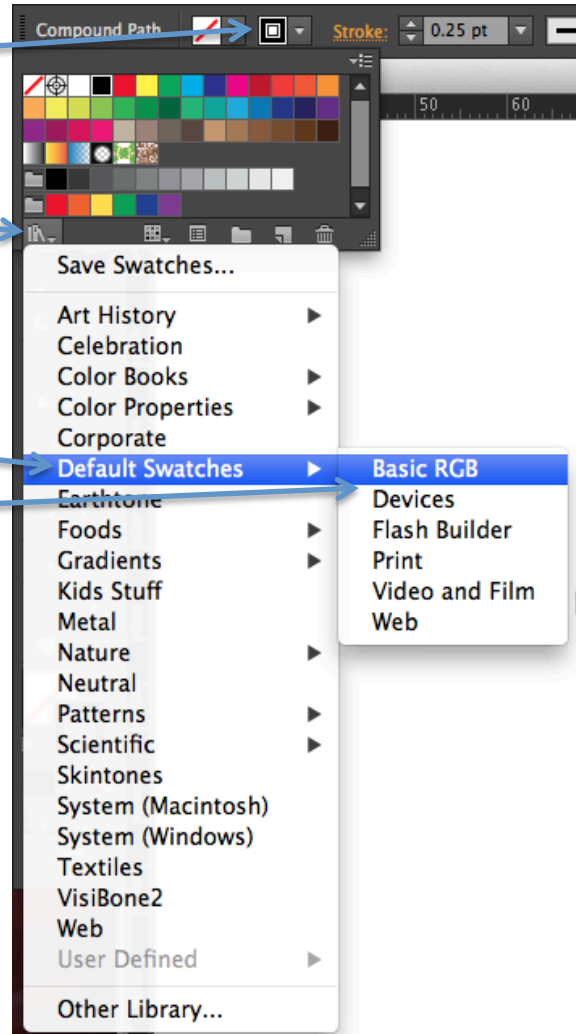 Compound Path Stroke: 0.25 pt
50 60
Save Swatches...
Art History
Celebration
Color Books
Color Properties
Corporate
Default Swatches Basic RGB
Earthtone Devices
Foods Flash Builder
Gradients Print
Kids Stuff Video and Film
Metal Web
Nature
Neutral
Patterns
Scientific
Skintones
System (Macintosh)
System (Windows)
Textiles
VisiBone2
Web
User Defined
Other Library...